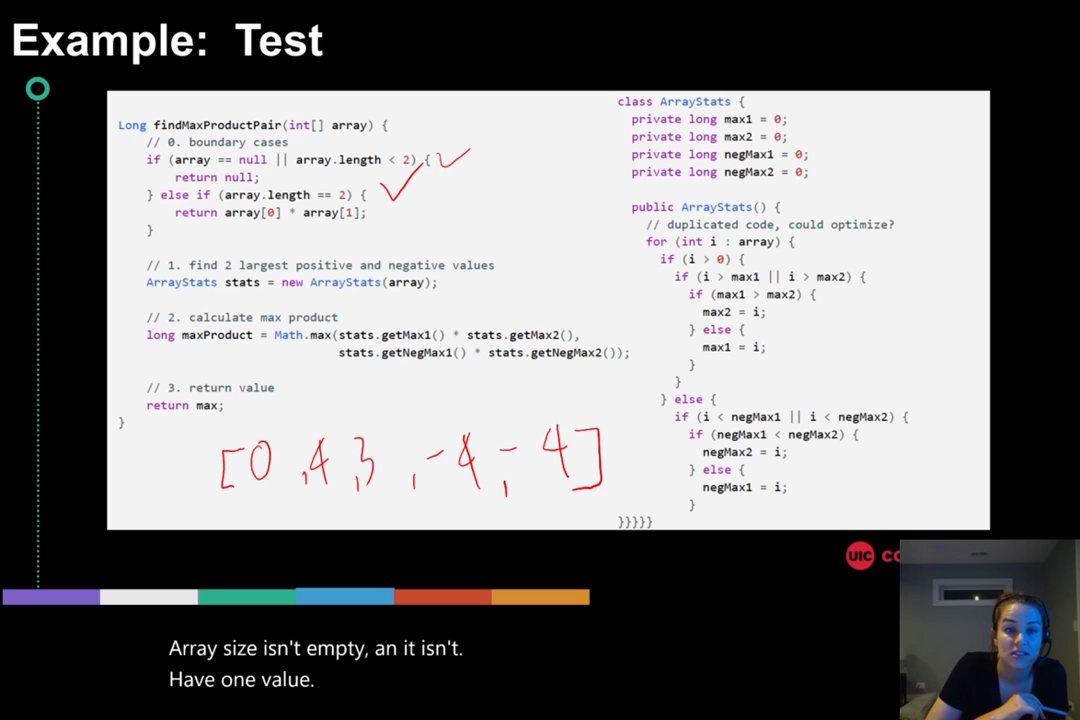 Example: Test
Long findMaxProductPair(int[] array) {
// 0. boundary cases
if (array == null || array.length < 2) {
return null;
} else if (array.length == 2) {
return array[0] * array[1];
}
// 1. find 2 largest positive and negative values
ArrayStats stats = new ArrayStats(array);
// 2. calculate max product
long maxProduct = Math.max(stats.getMax1() * stats.getMax2(),
stats.getNegMax1() * stats.getNegMax2());
// 3. return value
return max;
}
[0,4,3,-4,-4]
class ArrayStats {
private long max1 = 0;
private long max2 = 0;
private long negMax1 = 0;
private long negMax2 = 0;
public ArrayStats() {
// duplicated code, could optimize?
for (int i : array) {
if (i > 0) {
if (i > max1 || i > max2) {
if (max1 > max2) {
max2 = i;
} else {
max1 = i;
}
}
} else {
if (i < negMax1 || i < negMax2) {
if (negMax1 < negMax2) {
negMax2 = i;
} else {
negMax1 = i;
}
}}}}}
UIC
Array size isn't empty, an it isn't.
Have one value.